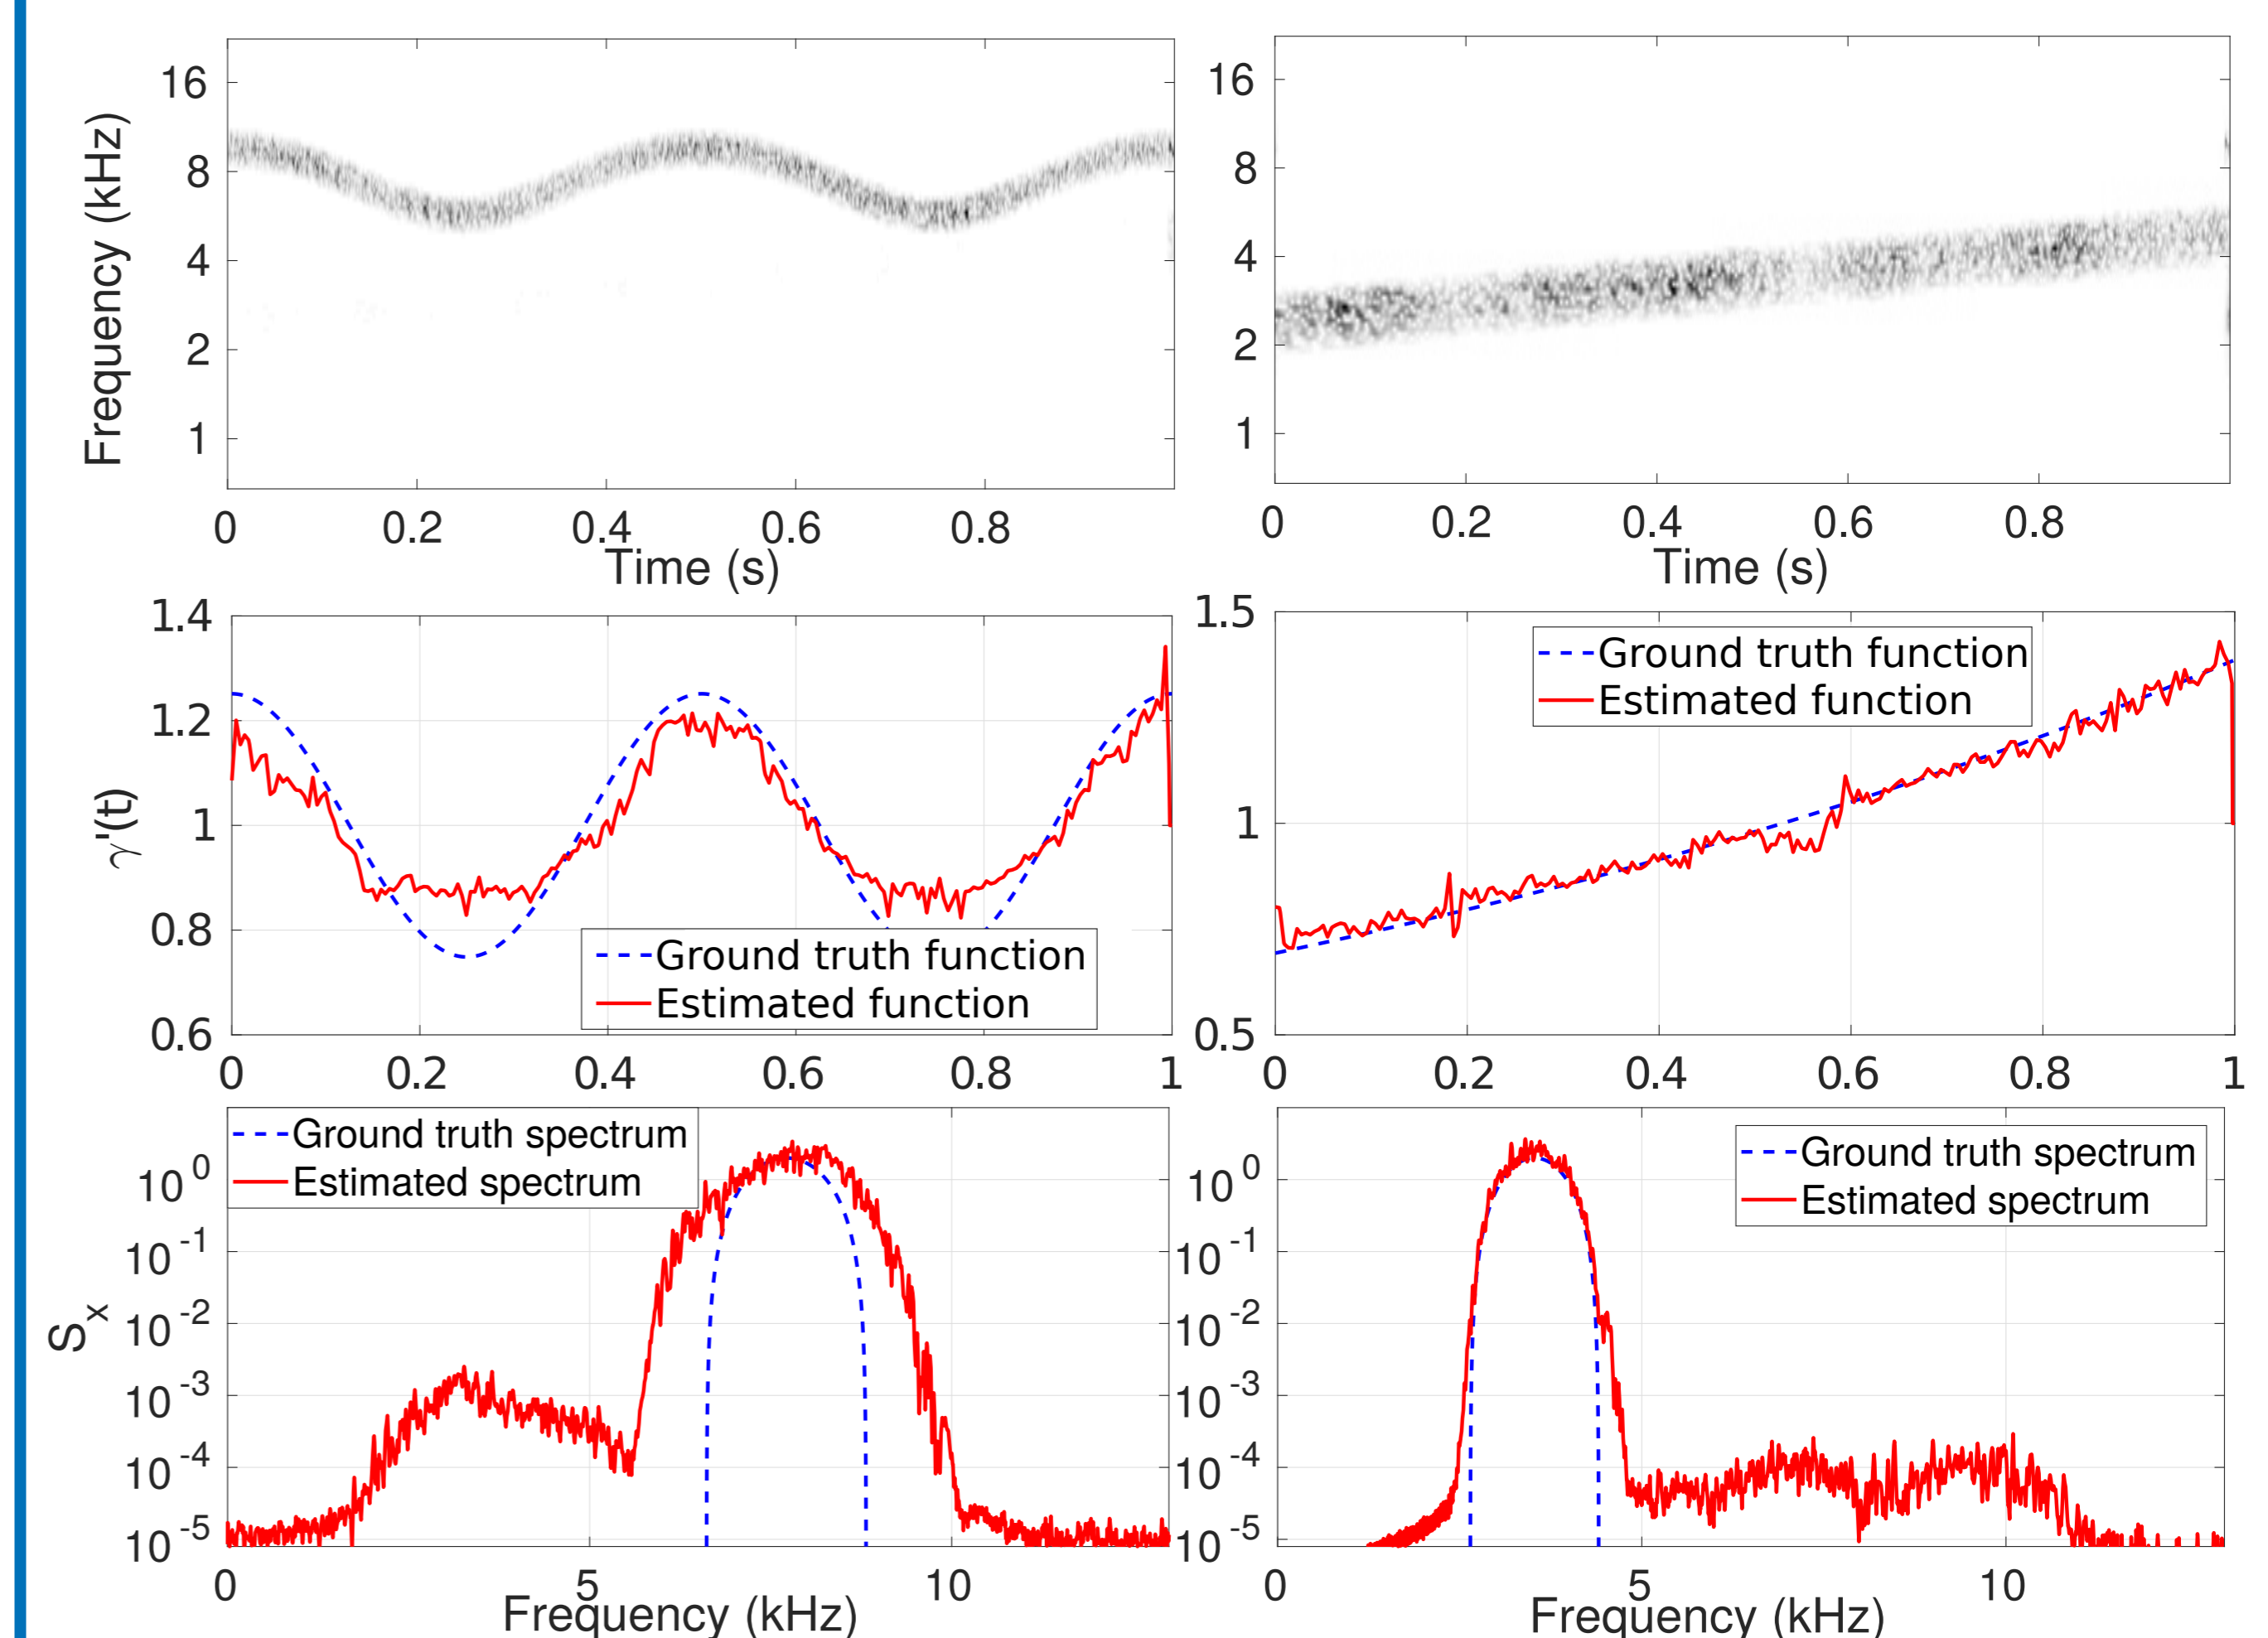 16
8
4
2
1
Frequency (kHz)
0 0.2 0.4 0.6 0.8
Time (s)
16
8
4
2
1
0 0.2 0.4 0.6 0.8
Time (s)
1.4
1.2
1
0.8
0.6
γ'(t)
Ground truth function
Estimated function
0 0.2 0.4 0.6 0.8 1
1.5
1
0.5
Ground truth function
Estimated function
0 0.2 0.4 0.6 0.8 1
Ground truth spectrum
Estimated spectrum
10^0
10^-1
10^-2
10^-3
10^-4
10^-5
S_x
0 5 10
Frequency (kHz)
Ground truth spectrum
Estimated spectrum
10^0
10^-1
10^-2
10^-3
10^-4
10^-5
0 5 10
Frequency (kHz)